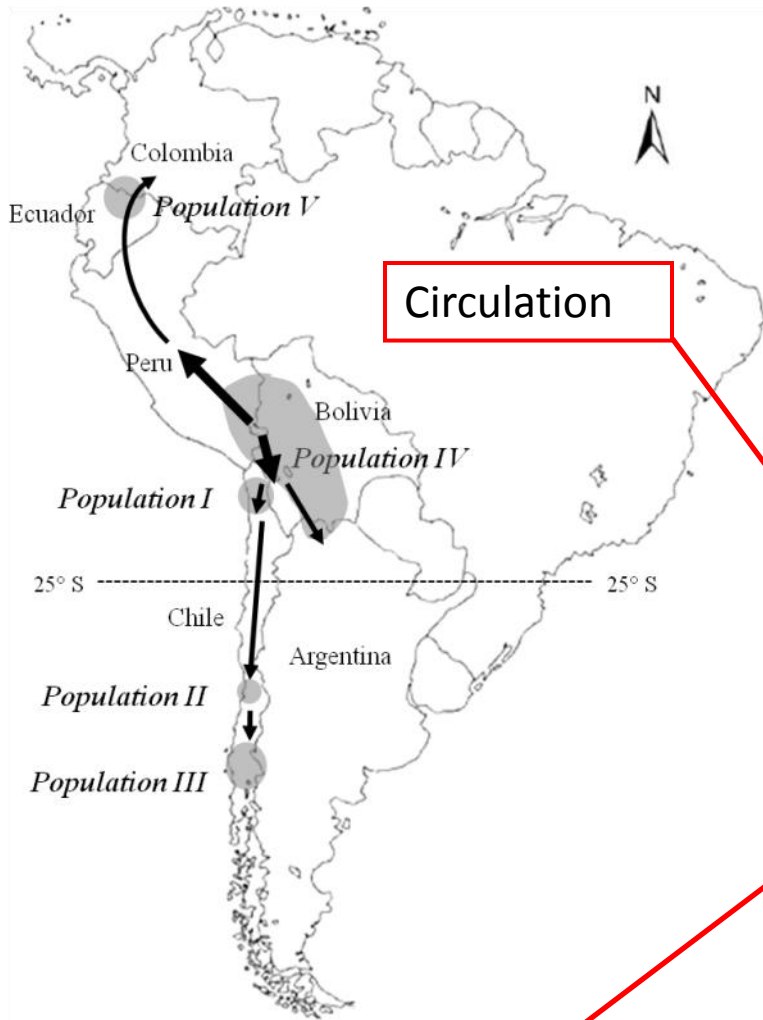 N
Colombia
Ecuador
Population V
Circulation
Peru
Bolivia
Population IV
Population I
25° S
25° S
Chile
Argentina
Population II
Population III